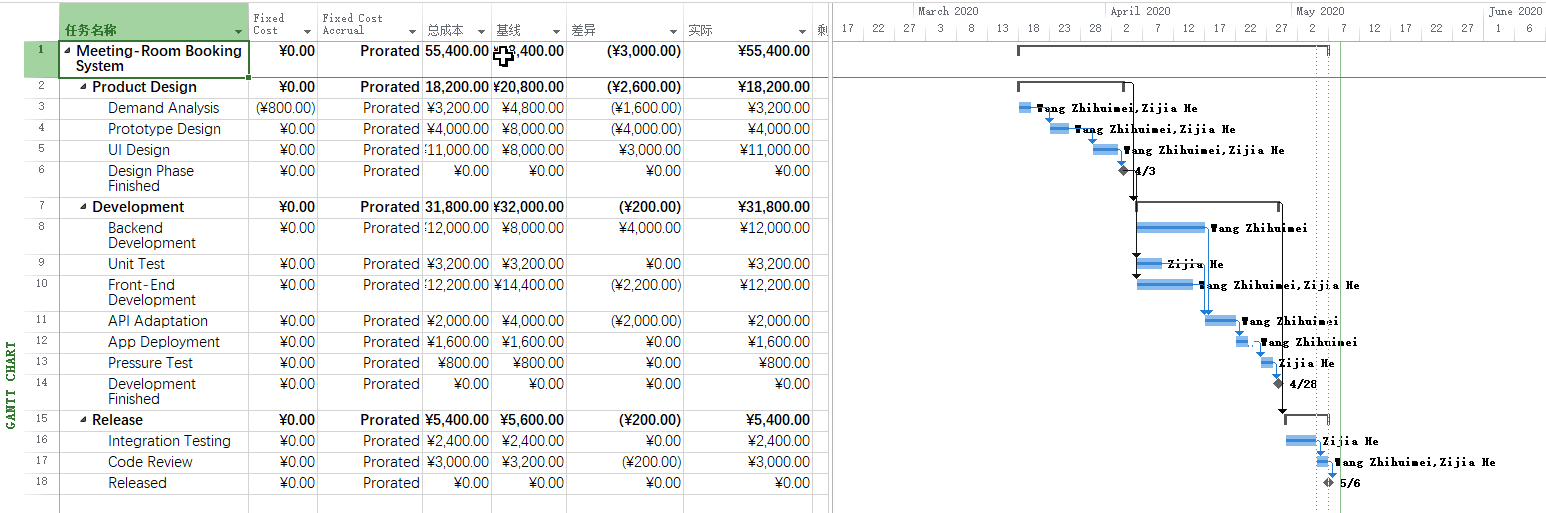 March 2020 April 2020 May 2020 June 2020
任务名称 Fixed Cost Fixed Cost Accrual 总成本 基线 差异 实际 剩
17 22 27 3 8 13 18 23 28 2 7 12 17 22 27 2 7 12 17 22 27 1 6
1 Meeting-Room Booking System ¥0.00 Prorated 55,400.00 8,400.00 (¥3,000.00) ¥55,400.00
2 Product Design ¥0.00 Prorated 18,200.00 ¥20,800.00 (¥2,600.00) ¥18,200.00
3 Demand Analysis (¥800.00) Prorated ¥3,200.00 ¥4,800.00 (¥1,600.00) ¥3,200.00 Wang Zhihuimei,Zijia He
4 Prototype Design ¥0.00 Prorated ¥4,000.00 ¥8,000.00 (¥4,000.00) ¥4,000.00 Wang Zhihuimei,Zijia He
5 UI Design ¥0.00 Prorated 11,000.00 ¥8,000.00 ¥3,000.00 ¥11,000.00 Wang Zhihuimei,Zijia He
6 Design Phase Finished ¥0.00 Prorated ¥0.00 ¥0.00 ¥0.00 ¥0.00 4/3
7 Development ¥0.00 Prorated 31,800.00 ¥32,000.00 (¥200.00) ¥31,800.00
8 Backend Development ¥0.00 Prorated 12,000.00 ¥8,000.00 ¥4,000.00 ¥12,000.00 Wang Zhihuimei
9 Unit Test ¥0.00 Prorated ¥3,200.00 ¥3,200.00 ¥0.00 ¥3,200.00 Zijia He
10 Front-End Development ¥0.00 Prorated 12,200.00 ¥14,400.00 (¥2,200.00) ¥12,200.00 Wang Zhihuimei,Zijia He
11 API Adaptation ¥0.00 Prorated ¥2,000.00 ¥4,000.00 (¥2,000.00) ¥2,000.00 Wang Zhihuimei
12 App Deployment ¥0.00 Prorated ¥1,600.00 ¥1,600.00 ¥0.00 ¥1,600.00 Wang Zhihuimei
13 Pressure Test ¥0.00 Prorated ¥800.00 ¥800.00 ¥0.00 ¥800.00 Zijia He
14 Development Finished ¥0.00 Prorated ¥0.00 ¥0.00 ¥0.00 ¥0.00 4/28
15 Release ¥0.00 Prorated ¥5,400.00 ¥5,600.00 (¥200.00) ¥5,400.00
16 Integration Testing ¥0.00 Prorated ¥2,400.00 ¥2,400.00 ¥0.00 ¥2,400.00 Zijia He
17 Code Review ¥0.00 Prorated ¥3,000.00 ¥3,200.00 (¥200.00) ¥3,000.00 Wang Zhihuimei,Zijia He
18 Released ¥0.00 Prorated ¥0.00 ¥0.00 ¥0.00 ¥0.00 5/6
GANTT CHART